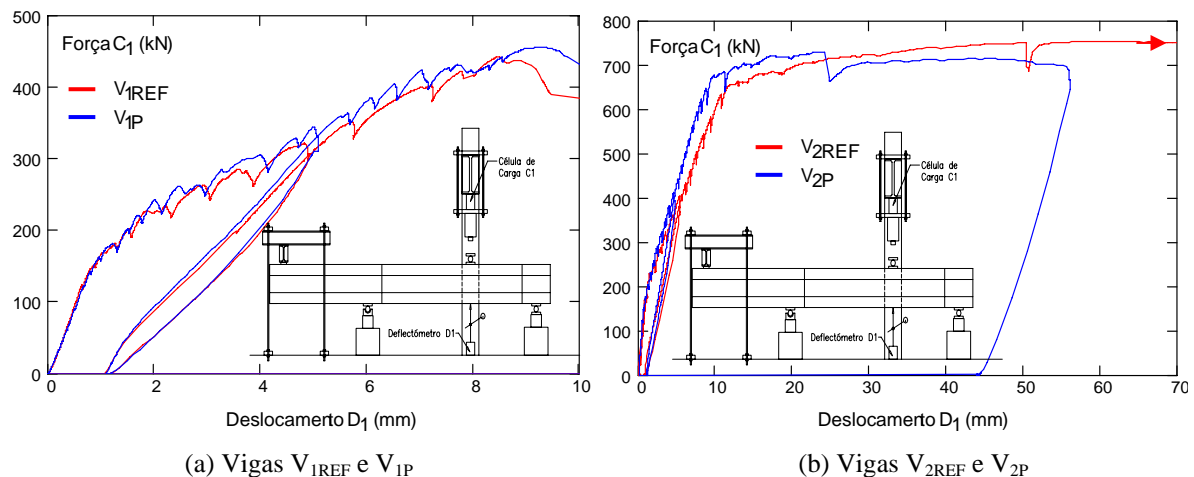 500
400
300
200
100
0
0
2
4
6
8
10
Força C1 (kN)
V1REF
V1P
Célula de
Carga C1
Deflectómetro D1
Deslocamento D1 (mm)
(a) Vigas V1REF e V1P
800
700
600
500
400
300
200
100
0
0
10
20
30
40
50
60
70
Força C1 (kN)
V2REF
V2P
Célula de
Carga C1
Deflectómetro D1
Deslocamento D1 (mm)
(b) Vigas V2REF e V2P